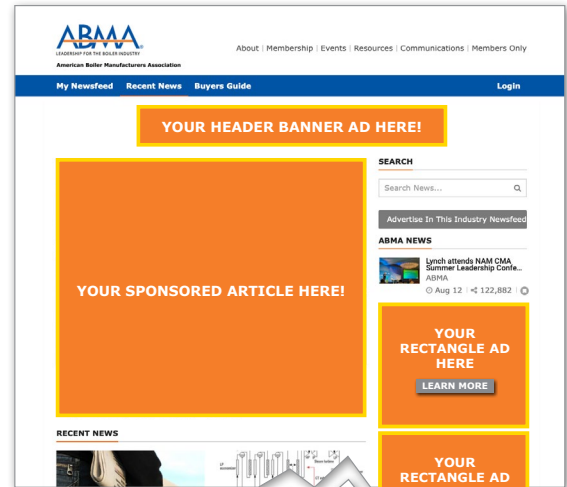 ABMA
LEADERSHIP FOR THE BOILER INDUSTRY
American Boiler Manufacturers Association
About | Membership | Events | Resources | Communications | Members Only
My Newsfeed Recent News Buyers Guide Login
YOUR HEADER BANNER AD HERE!
YOUR SPONSORED ARTICLE HERE!
SEARCH
Search News...
Advertise In This Industry Newsfeed
ABMA NEWS
Lynch attends NAM CMA
Summer Leadership Confe...
ABMA
Aug 12 | 122,882
YOUR
RECTANGLE AD
HERE
LEARN MORE
YOUR
RECTANGLE AD
RECENT NEWS